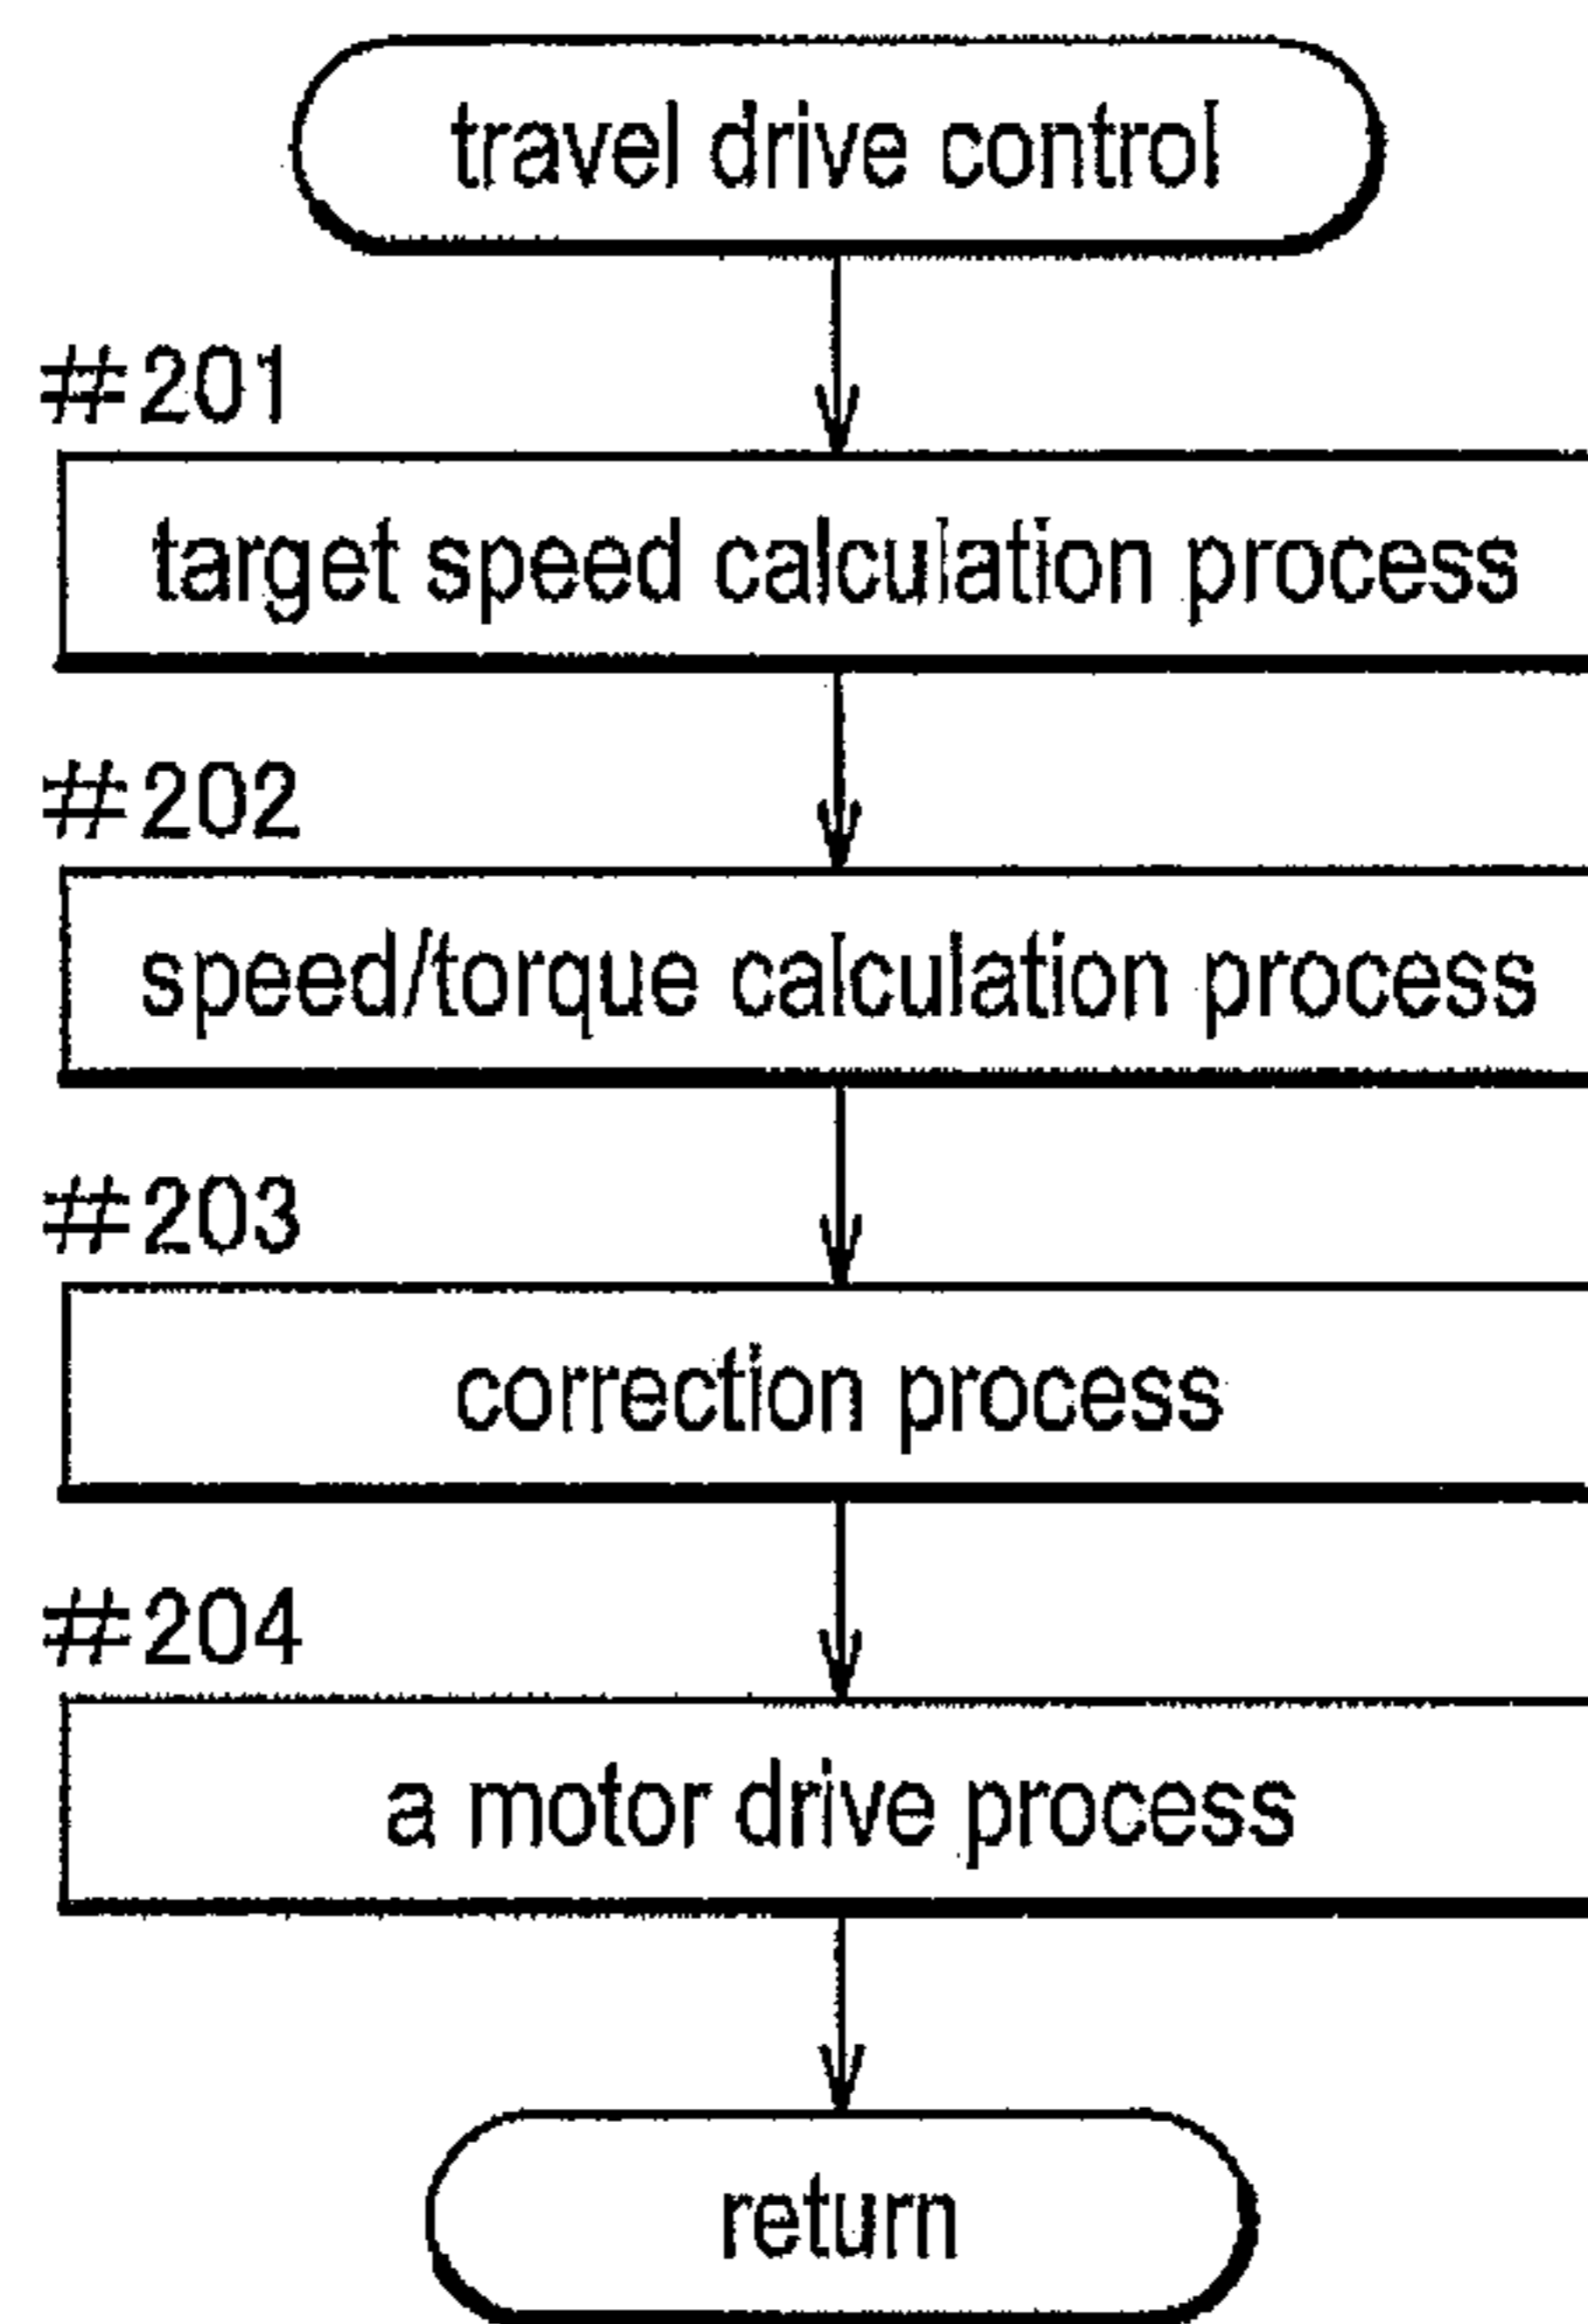 travel drive control
#201
target speed calculation process
#202
speed/torque calculation process
#203
correction process
#204
a motor drive process
return